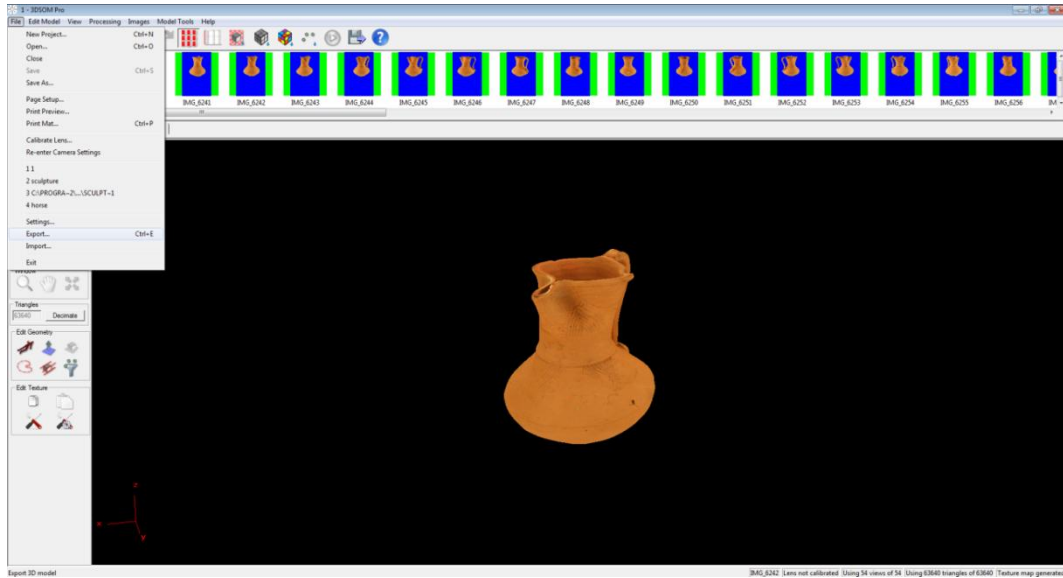 1 - 3DSOM Pro
File Edit Model View Processing Images Model Tools Help
New Project... Ctrl+N
Open... Ctrl+O
Close
Save Ctrl+S
Save As...
Page Setup...
Print Preview...
Print Mat... Ctrl+P
Calibrate Lens...
Re-enter Camera Settings
1 1
2 sculpture
3 C:\PROGRA~2\...\SCULPT~1
4 horse
Settings...
Export... Ctrl+E
Import...
Exit
IMG_6241 IMG_6242 IMG_6243 IMG_6244 IMG_6245 IMG_6246 IMG_6247 IMG_6248 IMG_6249 IMG_6250 IMG_6251 IMG_6252 IMG_6253 IMG_6254 IMG_6255 IMG_6256 IM
Window
Triangles
63640 Decimate
Edit Geometry
Edit Texture
z
x
y
Export 3D model
IMG_6242 Lens not calibrated Using 54 views of 54 Using 63640 triangles of 63640 Texture map generated